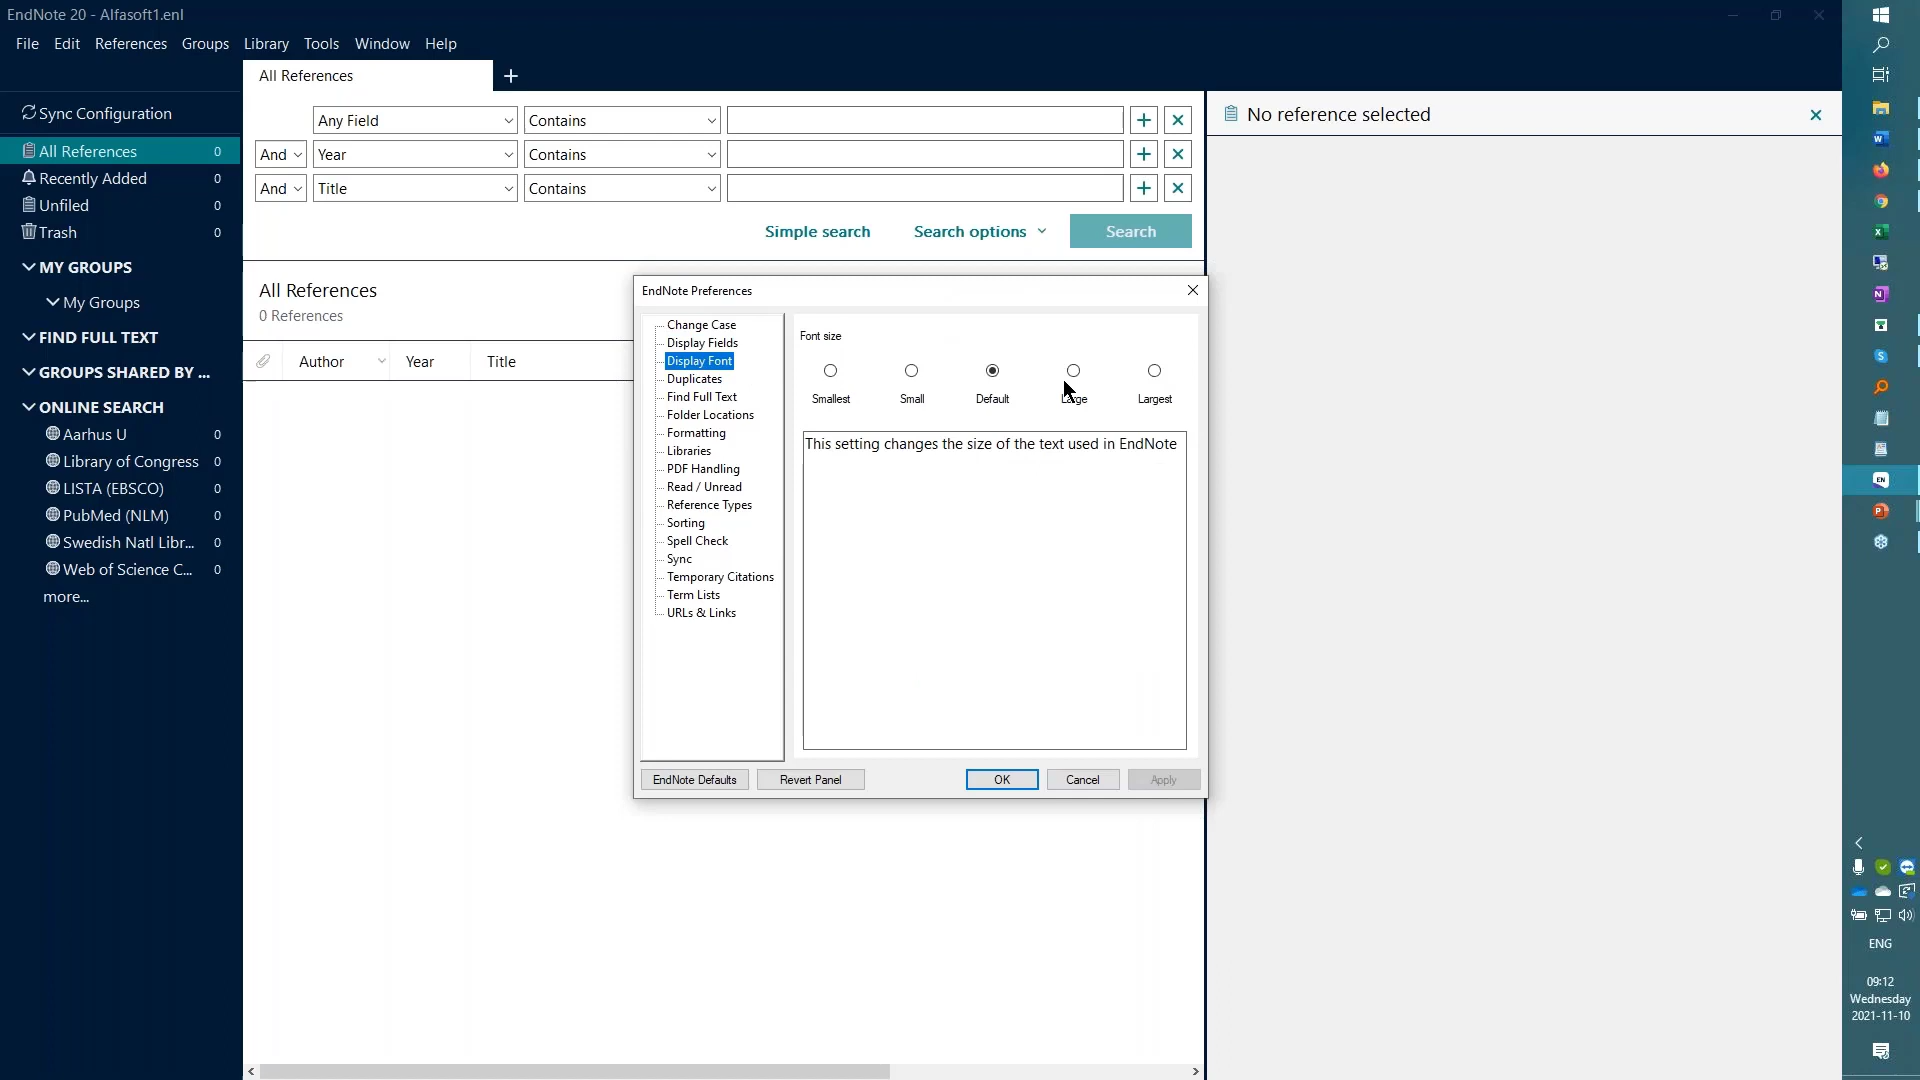 EndNote 20 - Alfasoft1.enl
File Edit References Groups Library Tools Window Help
All References
Sync Configuration
All References 0
Recently Added 0
Unfiled 0
Trash 0
MY GROUPS
My Groups
FIND FULL TEXT
GROUPS SHARED BY ...
ONLINE SEARCH
Aarhus U 0
Library of Congress 0
LISTA (EBSCO) 0
PubMed (NLM) 0
Swedish Natl Libr... 0
Web of Science C... 0
more...
Any Field Contains
And Year Contains
And Title Contains
Simple search Search options Search
All References
0 References
Author Year Title
No reference selected
EndNote Preferences
Change Case
Display Fields
Display Font
Duplicates
Find Full Text
Folder Locations
Formatting
Libraries
PDF Handling
Read / Unread
Reference Types
Sorting
Spell Check
Sync
Temporary Citations
Term Lists
URLs & Links
Font size
Smallest Small Default Large Largest
This setting changes the size of the text used in EndNote
EndNote Defaults Revert Panel OK Cancel Apply
EN
ENG
09:12
Wednesday
2021-11-10